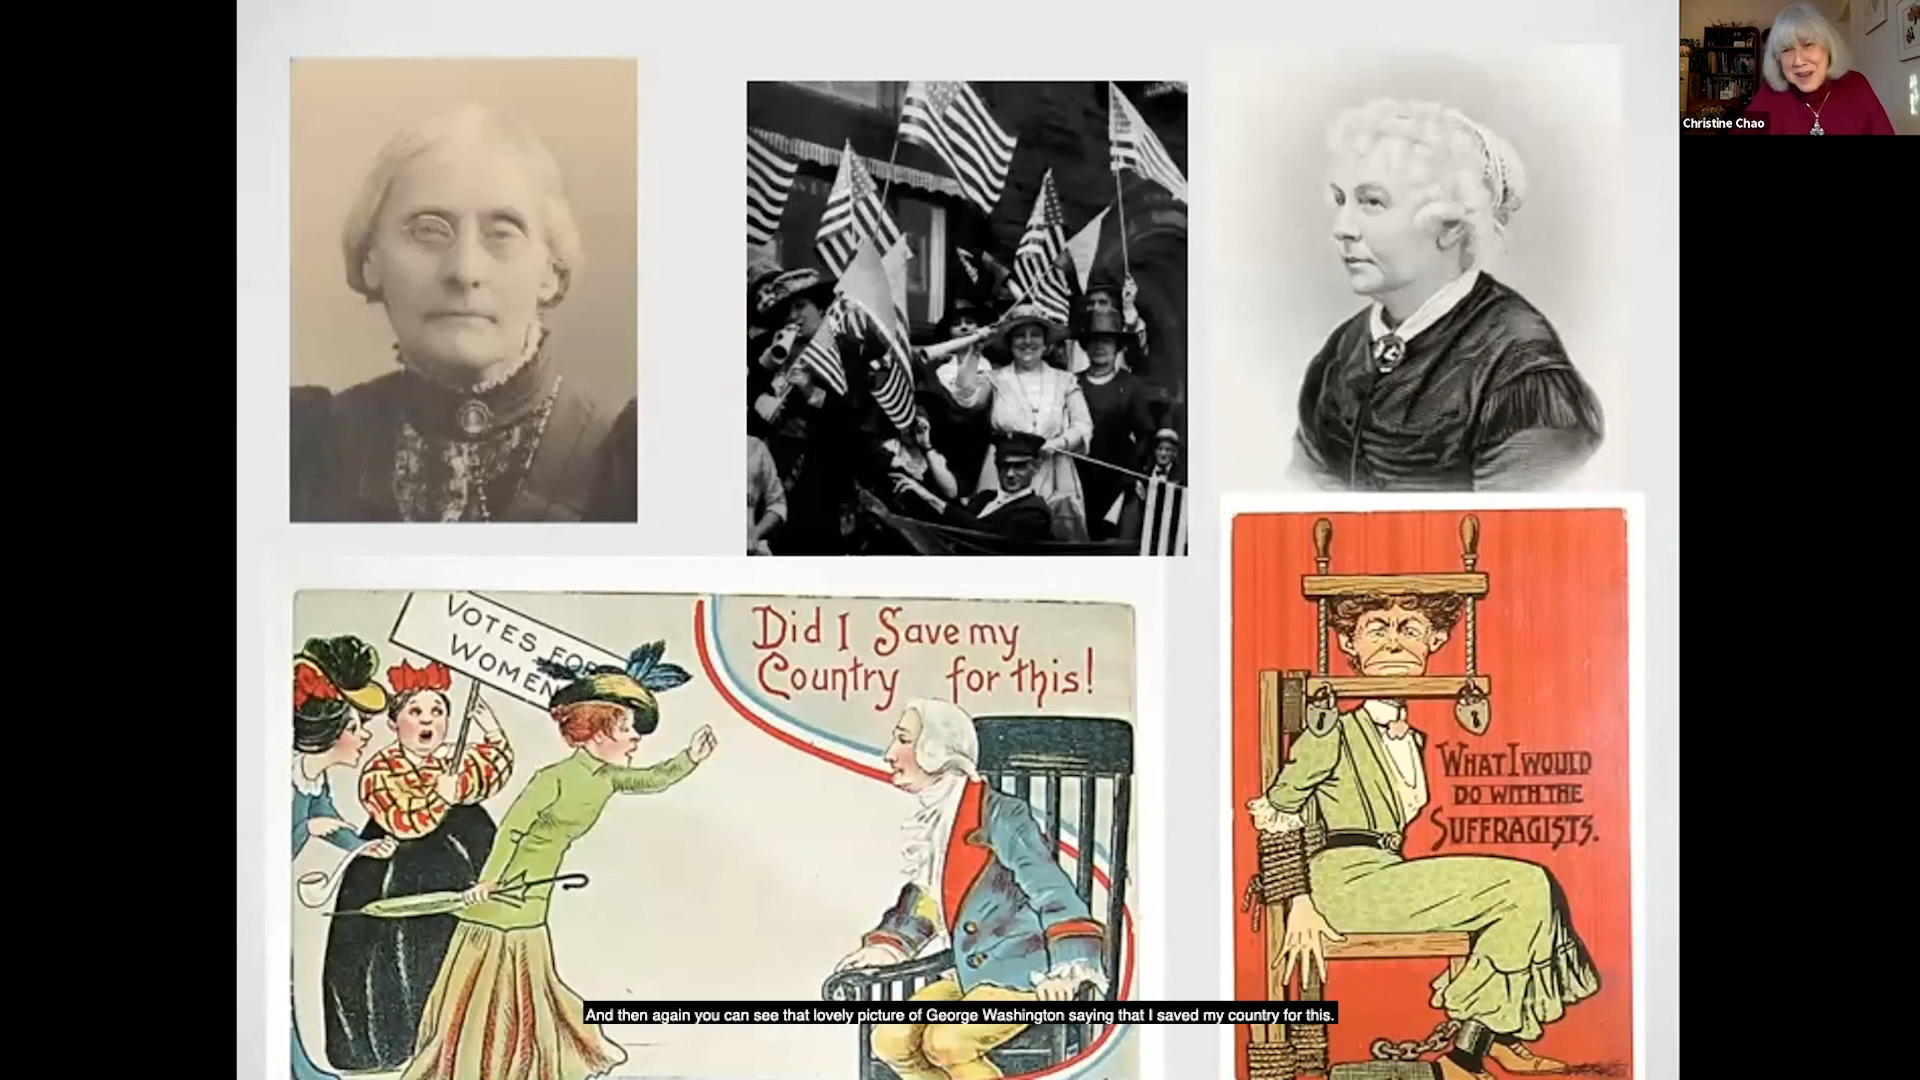 Christine Chao
VOTES FOR
WOMEN
Did I Save my
Country for this!
WHAT I WOULD
DO WITH THE
SUFFRAGISTS.
And then again you can see that lovely picture of George Washington saying that I saved my country for this.